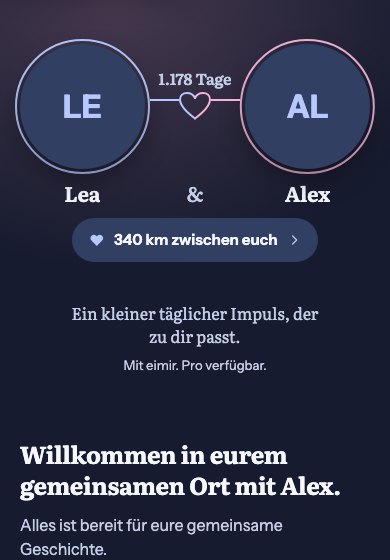 1.178 Tage
LE
AL
Lea & Alex
340 km zwischen euch
Ein kleiner täglicher Impuls, der
zu dir passt.
Mit eimir. Pro verfügbar.
Willkommen in eurem
gemeinsamen Ort mit Alex.
Alles ist bereit für eure gemeinsame
Geschichte.